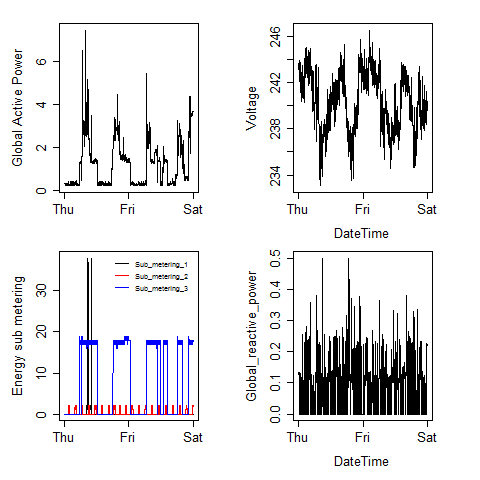 Global Active Power
0
2
4
6
Thu
Fri
Sat
Voltage
234
238
242
246
Thu
Fri
Sat
DateTime
Energy sub metering
0
10
20
30
Sub_metering_1
Sub_metering_2
Sub_metering_3
Thu
Fri
Sat
Global_reactive_power
0.0
0.1
0.2
0.3
0.4
0.5
Thu
Fri
Sat
DateTime